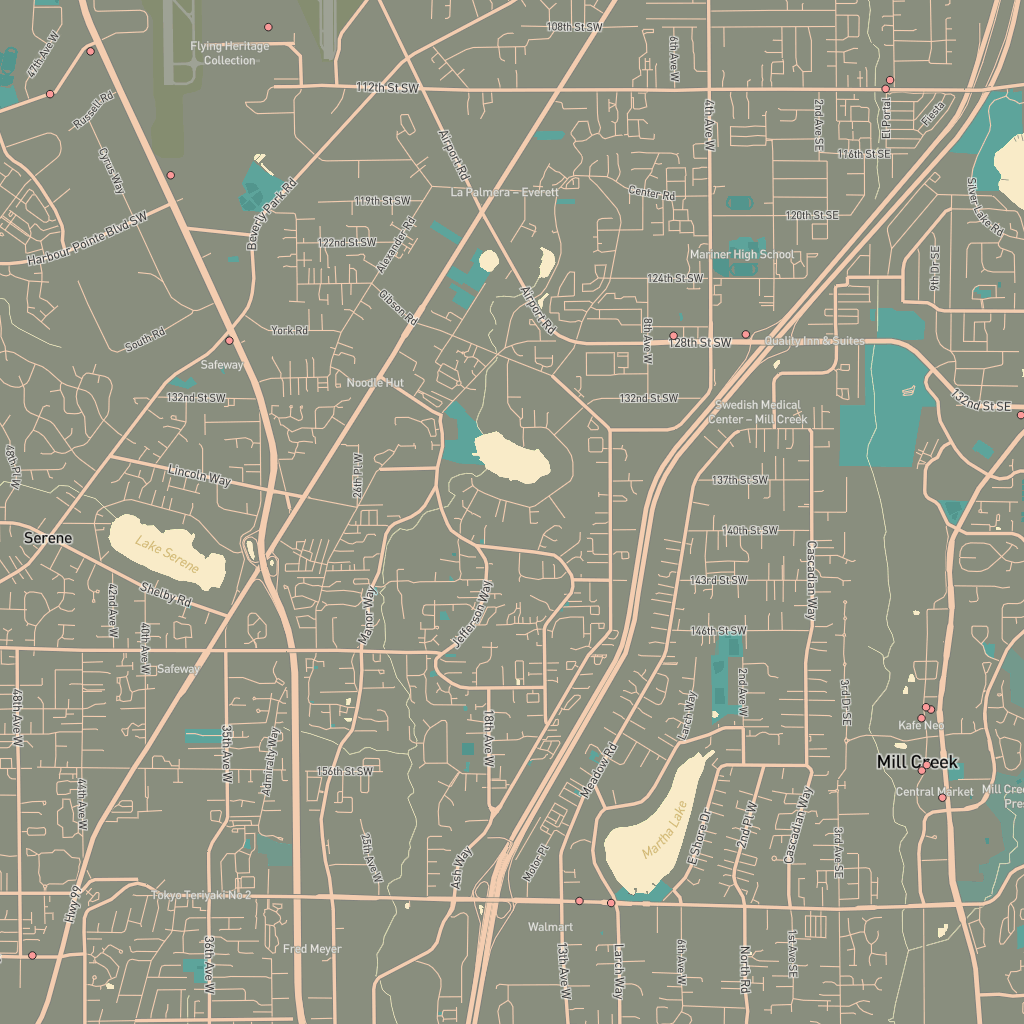 108th St SW
47th Ave W
Flying Heritage
Collection
6th Ave W
112th St SW
Russell Rd
4th Ave W
2nd Ave SE
El Portal
Fiesta
Airport Rd
116th St SE
Cyrus Way
La Palmera – Everett
Center Rd
Beverly Park Rd
119th St SW
Silver Lake Rd
120th St SE
Harbour Pointe Blvd SW
122nd St SW
Alexander Rd
Mariner High School
9th Dr SE
124th St SW
Gibson Rd
Airport Rd
South Rd
York Rd
8th Ave W
128th St SW
Quality Inn & Suites
Safeway
Noodle Hut
132nd St SW
132nd St SW
132nd St SE
Swedish Medical
Center – Mill Creek
48th Pl W
Lincoln Way
26th Pl W
137th St SW
Serene
Lake Serene
140th St SW
Cascadian Way
143rd St SW
Shelby Rd
42nd Ave W
40th Ave W
Manor Way
Jefferson Way
146th St SW
Safeway
48th Ave W
2nd Ave W
3rd Dr SE
Larch Way
35th Ave W
18th Ave W
Kafe Neo
Admiralty Way
156th St SW
Meadow Rd
Mill Creek
44th Ave W
Central Market
Mill Cree
Pres
Martha Lake
E Shore Dr
2nd Pl W
Cascadian Way
3rd Ave SE
25th Ave W
Ash Way
Motor Pl
Tokyo Teriyaki No 2
Hwy 99
Walmart
Fred Meyer
36th Ave W
13th Ave W
Larch Way
6th Ave W
North Rd
1st Ave SE